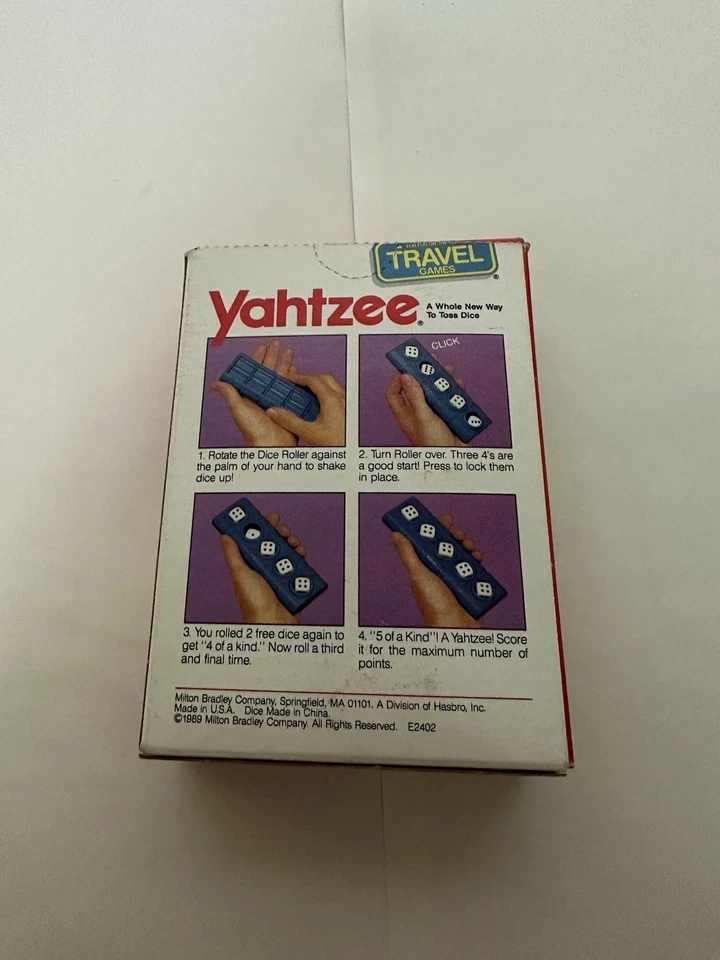 TRAVEL
GAMES
®
Yahtzee®
A Whole New Way
To Toss Dice
CLICK
1. Rotate the Dice Roller against
the palm of your hand to shake
dice up!
2. Turn Roller over. Three 4's are
a good start! Press to lock them
in place.
3. You rolled 2 free dice again to
get "4 of a kind." Now roll a third
and final time.
4. "5 of a Kind"! A Yahtzee! Score
it for the maximum number of
points.
Milton Bradley Company, Springfield, MA 01101. A Division of Hasbro, Inc.
Made in U.S.A. Dice Made in China.
©1989 Milton Bradley Company. All Rights Reserved. E2402